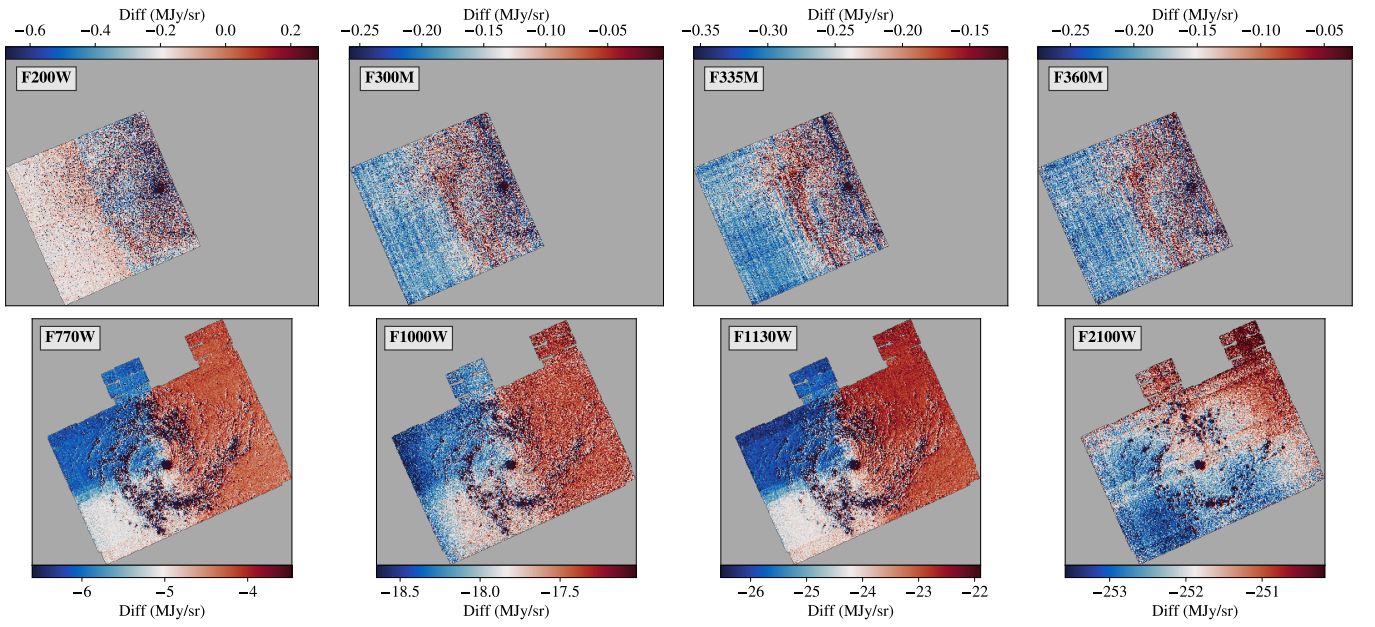 Diff (MJy/sr) Diff (MJy/sr) Diff (MJy/sr) Diff (MJy/sr)
−0.6 −0.4 −0.2 0.0 0.2 −0.25 −0.20 −0.15 −0.10 −0.05 −0.35 −0.30 −0.25 −0.20 −0.15 −0.25 −0.20 −0.15 −0.10 −0.05
F200W F300M F335M F360M
F770W F1000W F1130W F2100W
−6 −5 −4 −18.5 −18.0 −17.5 −26 −25 −24 −23 −22 −253 −252 −251
Diff (MJy/sr) Diff (MJy/sr) Diff (MJy/sr) Diff (MJy/sr)